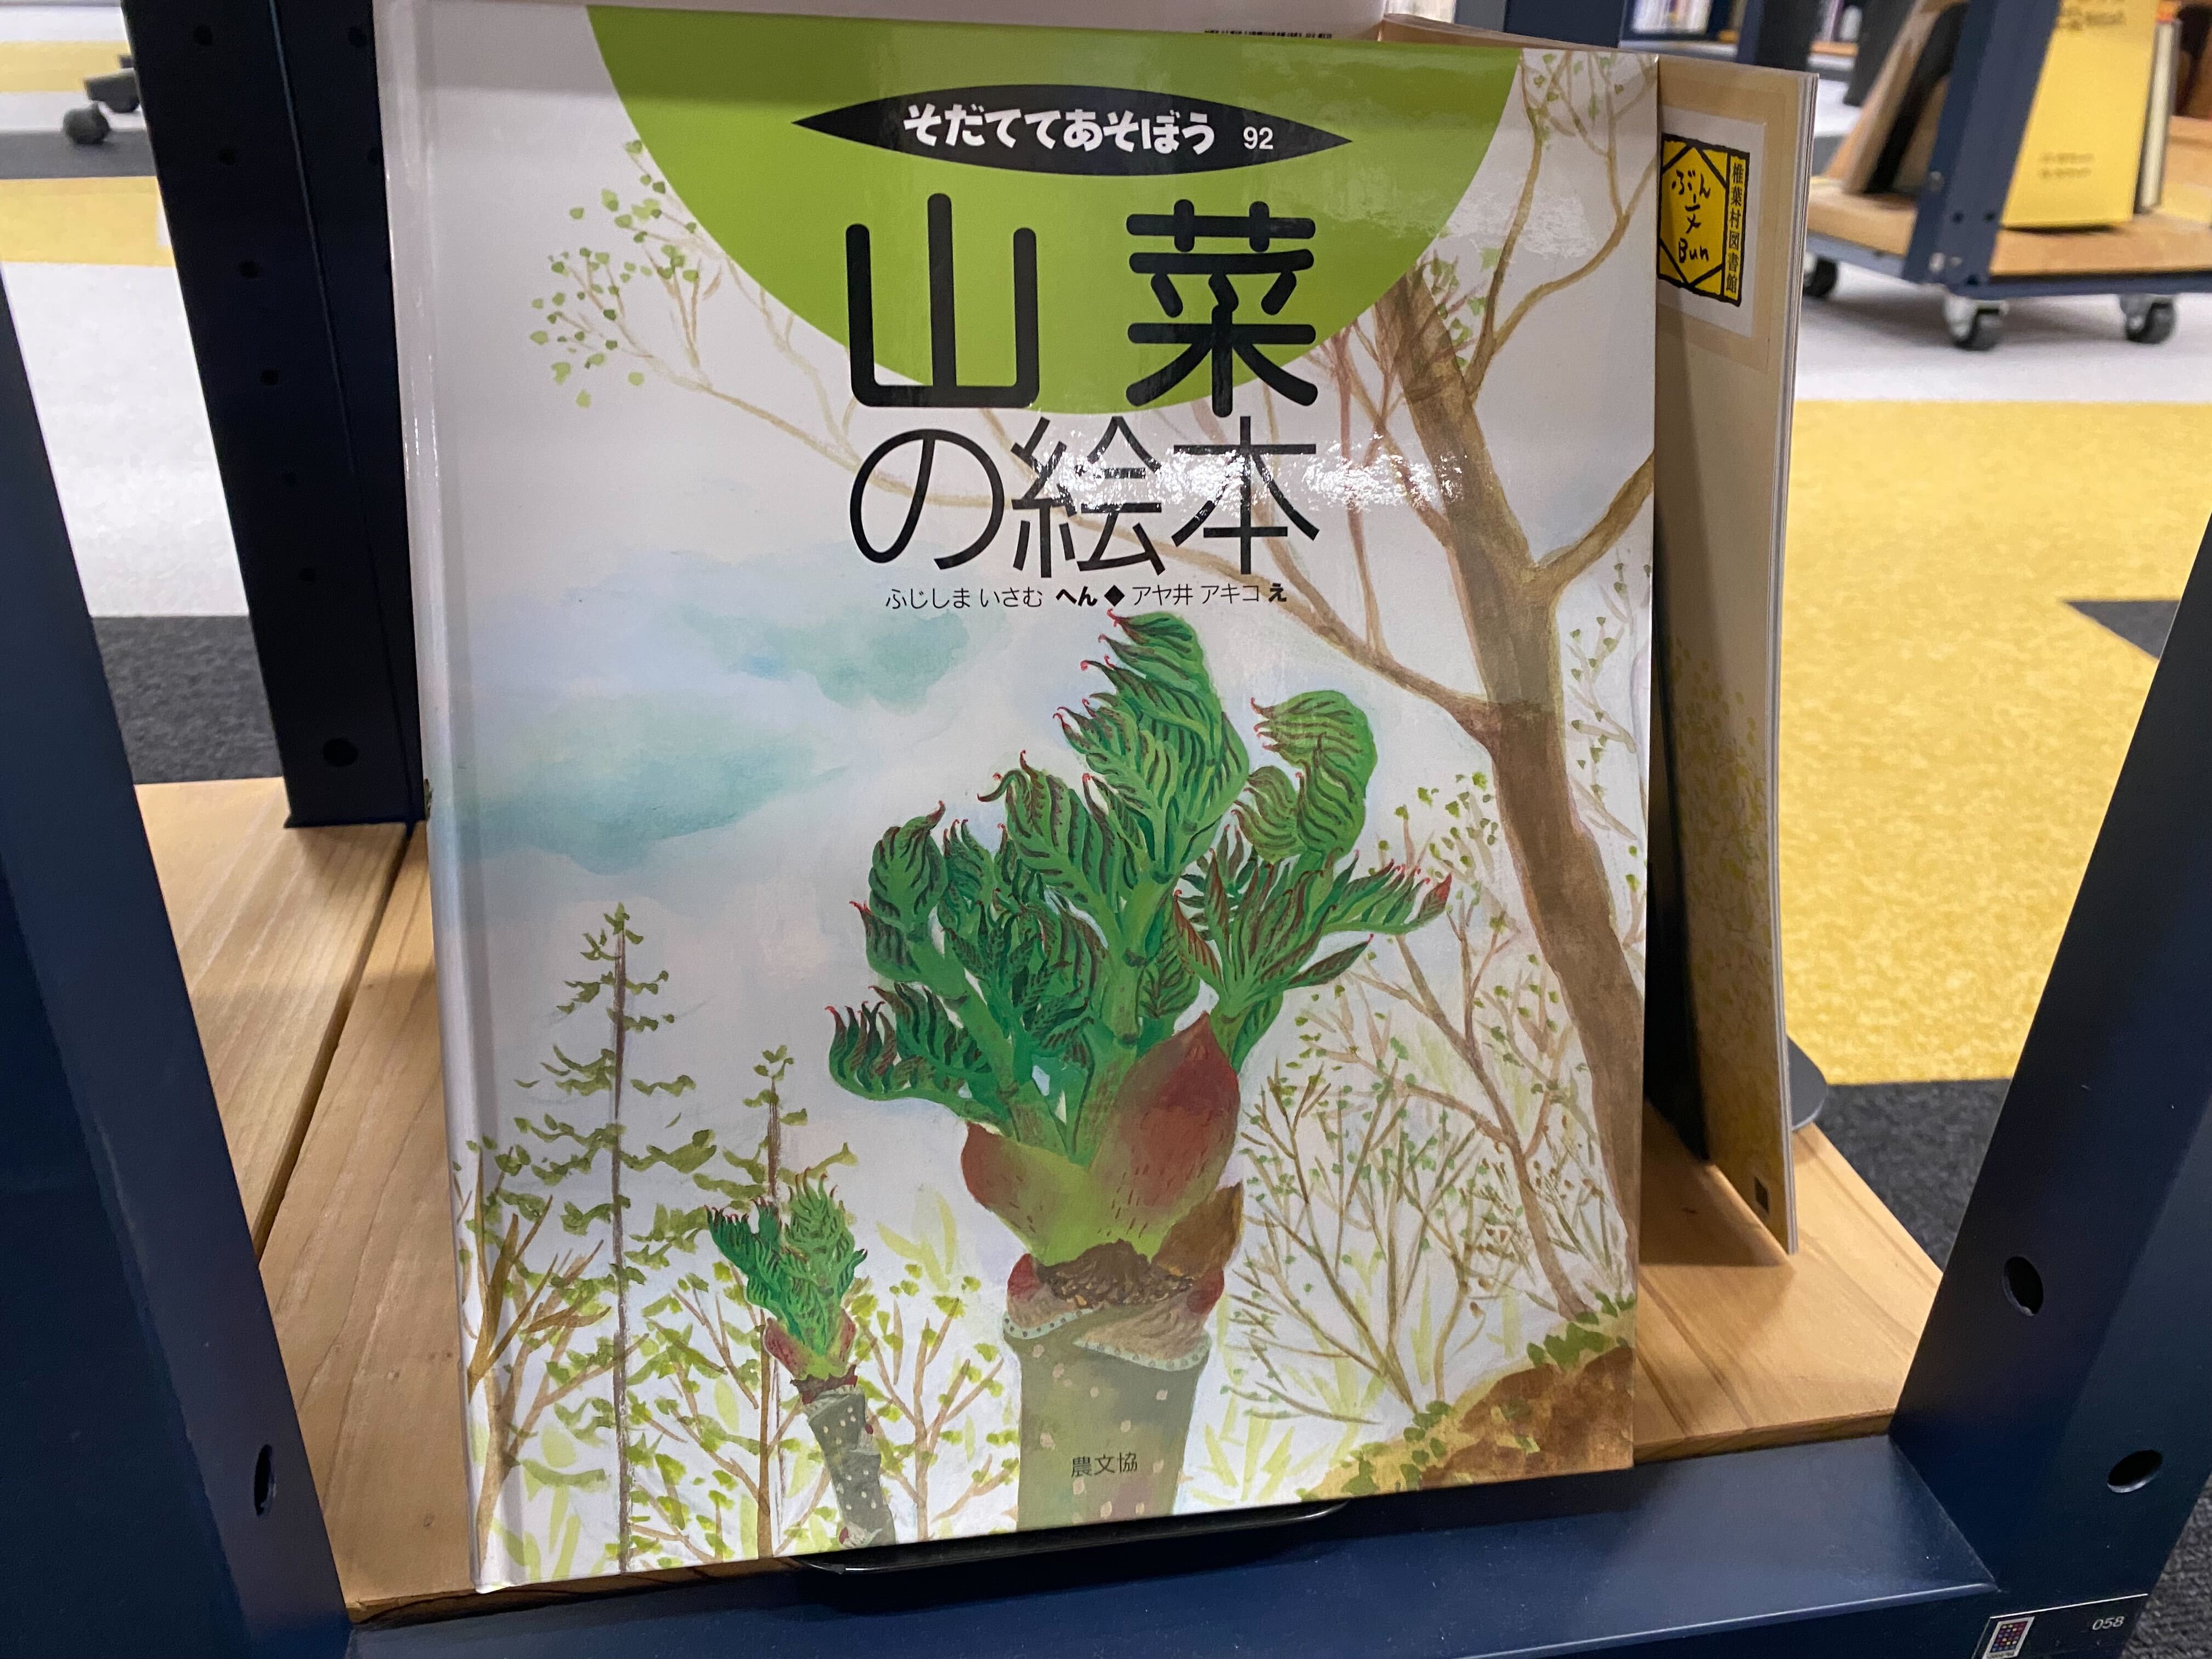 そだててあそぼう 92
山菜
の絵本
ふじしま いさむ へん◆アヤ井 アキコ え
農文協
ぶん
文
Bun
椎葉村図書館
058